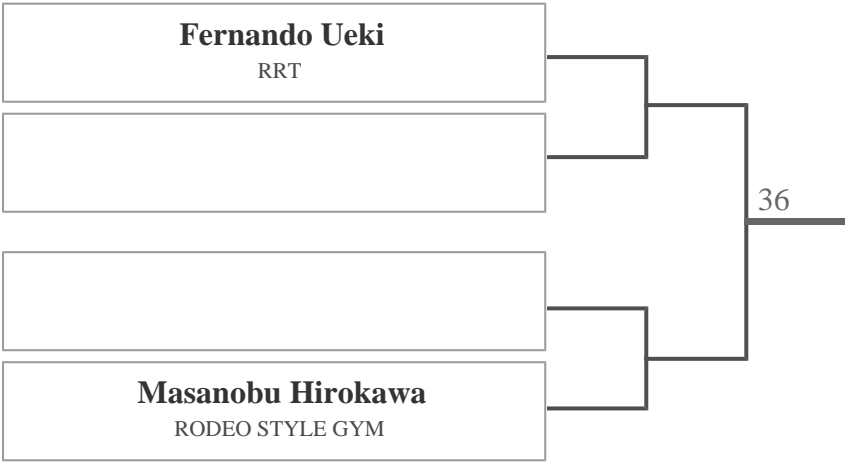 Fernando Ueki
RRT
36
Masanobu Hirokawa
RODEO STYLE GYM